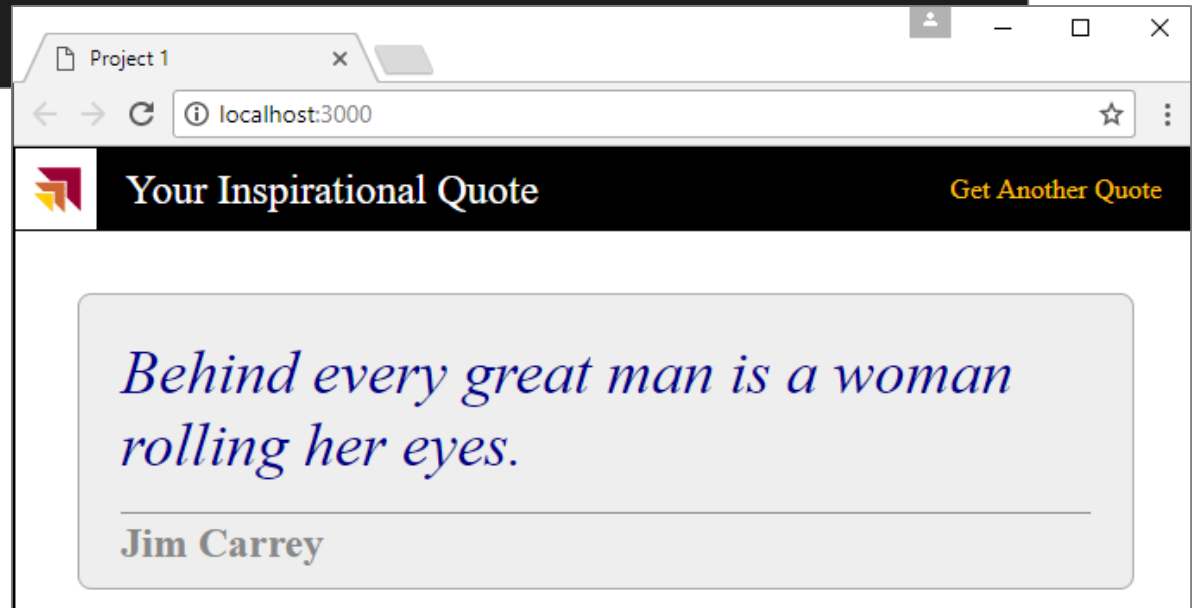 Project 1
localhost:3000
Your Inspirational Quote
Get Another Quote
Behind every great man is a woman
rolling her eyes.
Jim Carrey